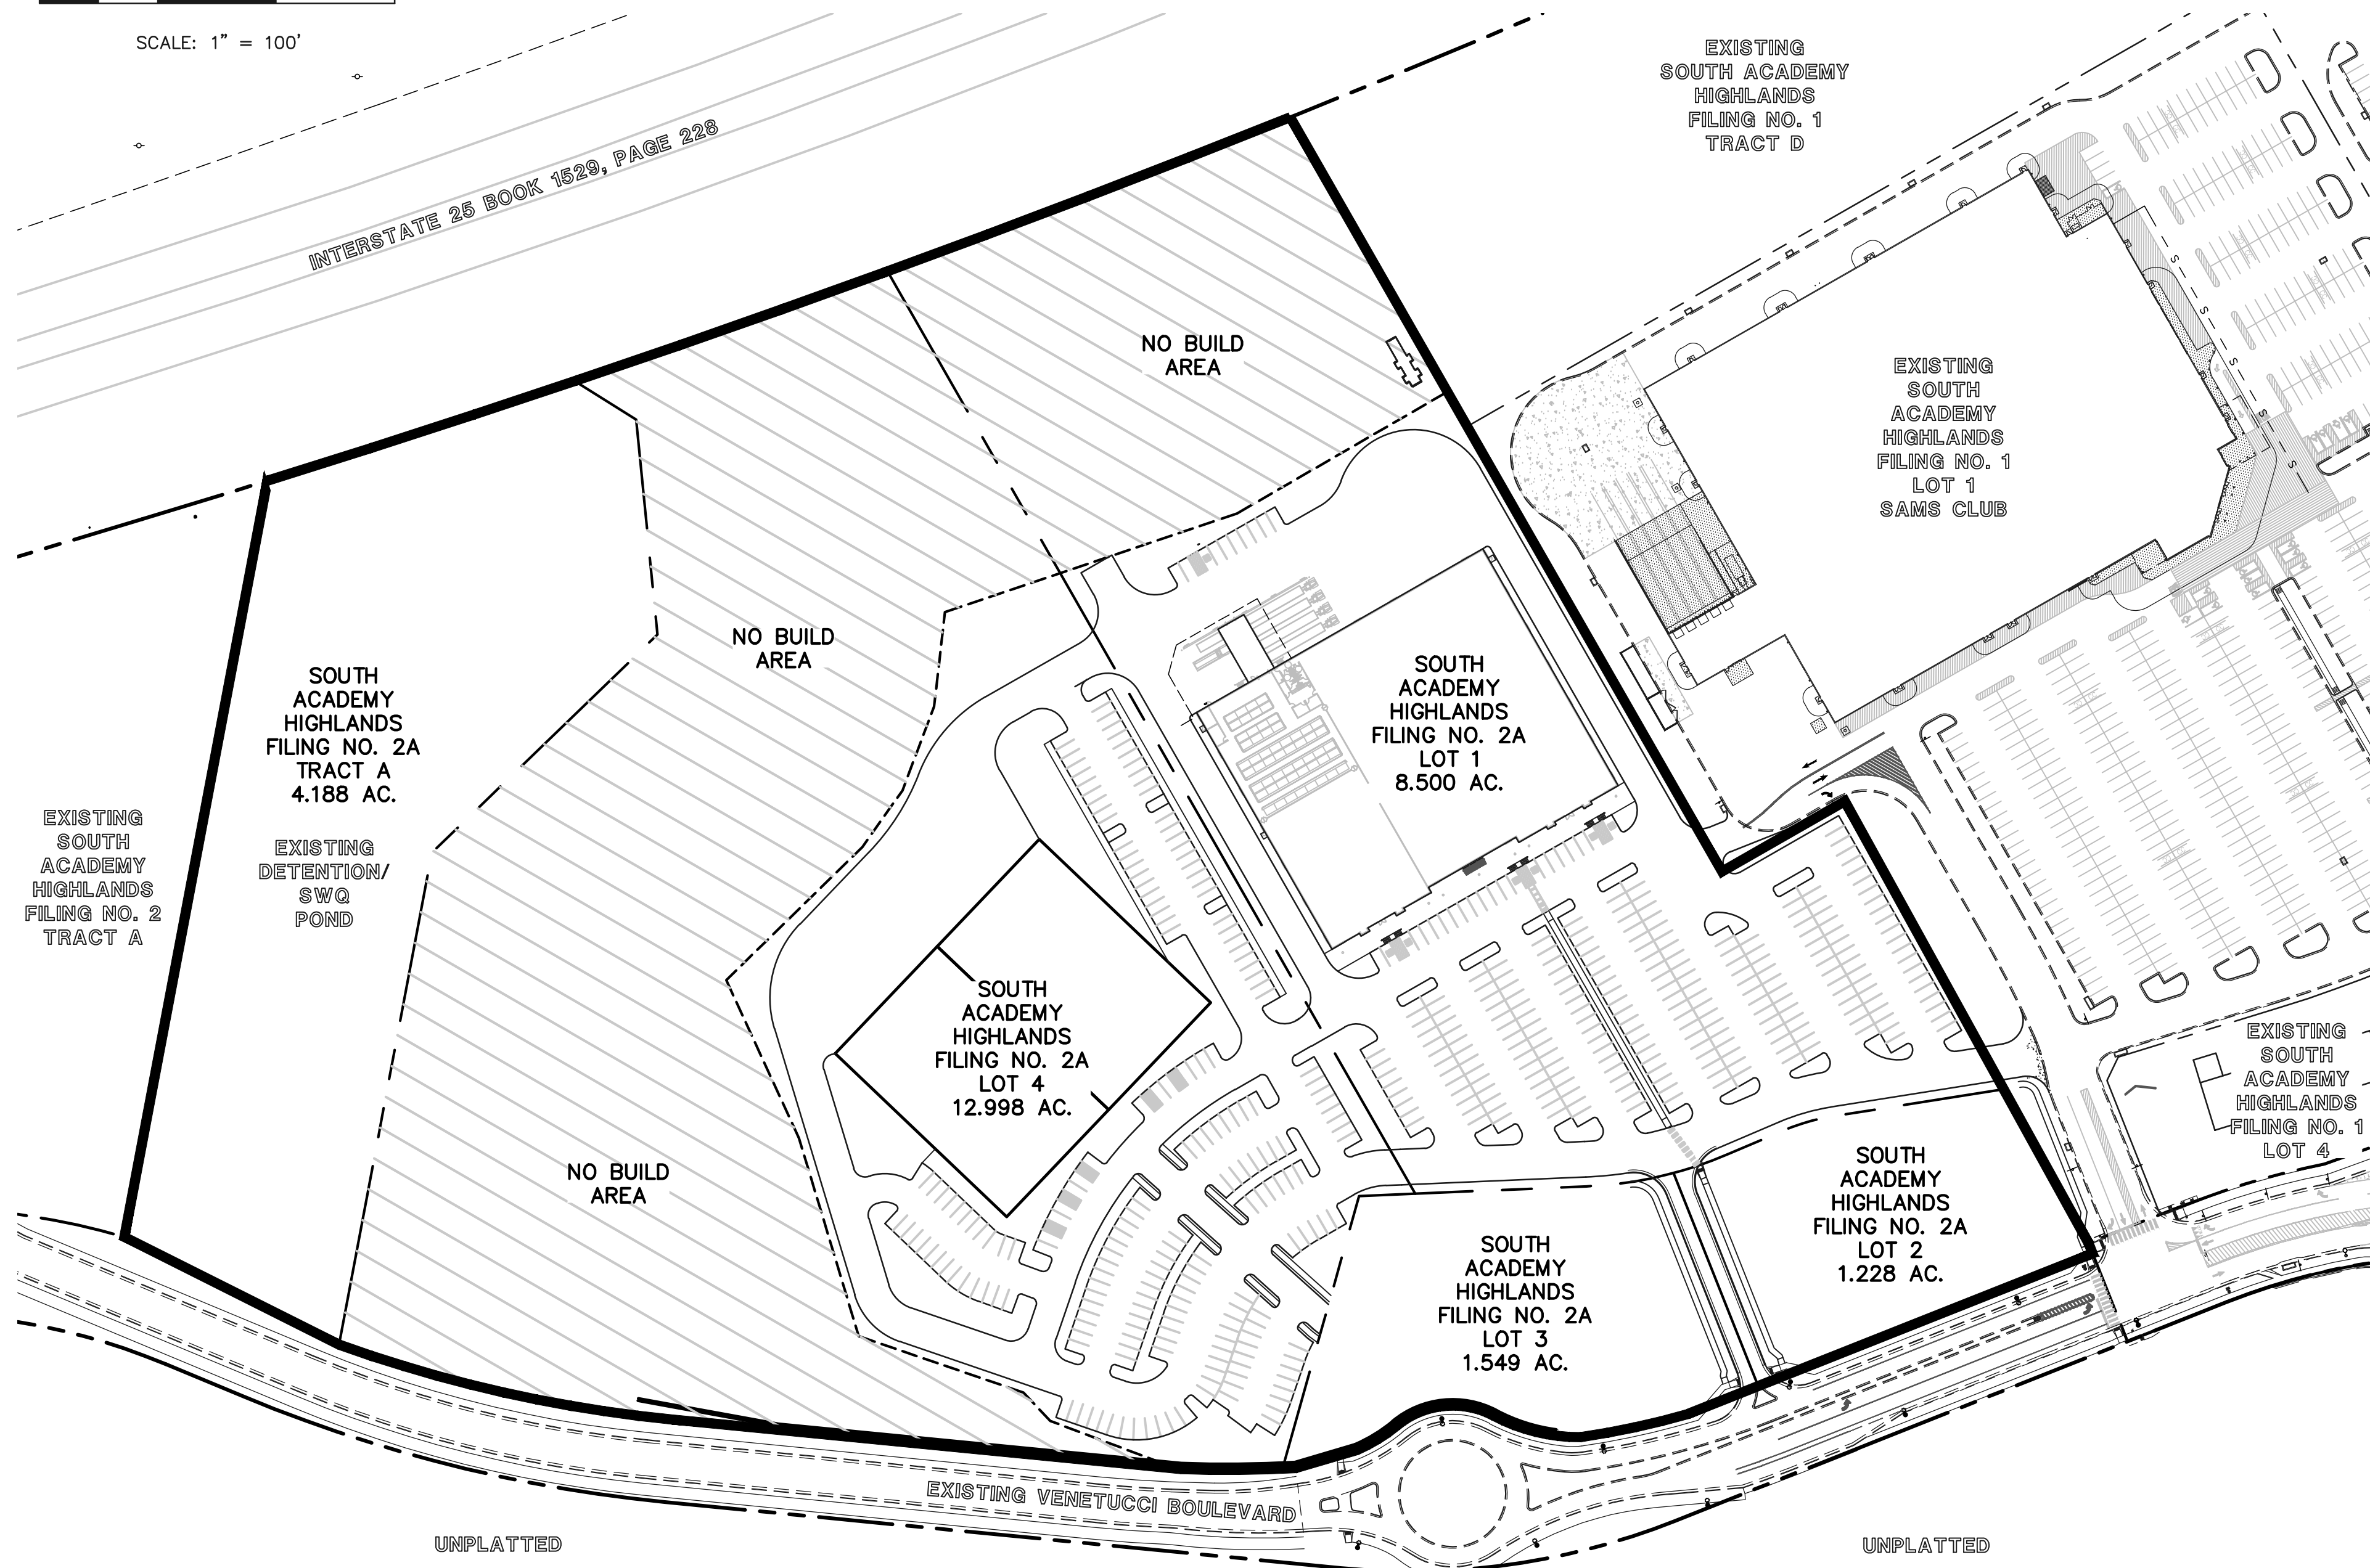 SCALE: 1" = 100'
INTERSTATE 25 BOOK 1529, PAGE 228
EXISTING
SOUTH ACADEMY
HIGHLANDS
FILING NO. 1
TRACT D
NO BUILD
AREA
EXISTING
SOUTH
ACADEMY
HIGHLANDS
FILING NO. 1
LOT 1
SAMS CLUB
S
S
S
S
S
NO BUILD
AREA
SOUTH
ACADEMY
HIGHLANDS
FILING NO. 2A
TRACT A
4.188 AC.
SOUTH
ACADEMY
HIGHLANDS
FILING NO. 2A
LOT 1
8.500 AC.
EXISTING
SOUTH
ACADEMY
HIGHLANDS
FILING NO. 2
TRACT A
EXISTING
DETENTION/
SWQ
POND
SOUTH
ACADEMY
HIGHLANDS
FILING NO. 2A
LOT 4
12.998 AC.
EXISTING
SOUTH
ACADEMY
HIGHLANDS
FILING NO. 1
LOT 4
NO BUILD
AREA
SOUTH
ACADEMY
HIGHLANDS
FILING NO. 2A
LOT 2
1.228 AC.
SOUTH
ACADEMY
HIGHLANDS
FILING NO. 2A
LOT 3
1.549 AC.
EXISTING VENETUCCI BOULEVARD
UNPLATTED
UNPLATTED